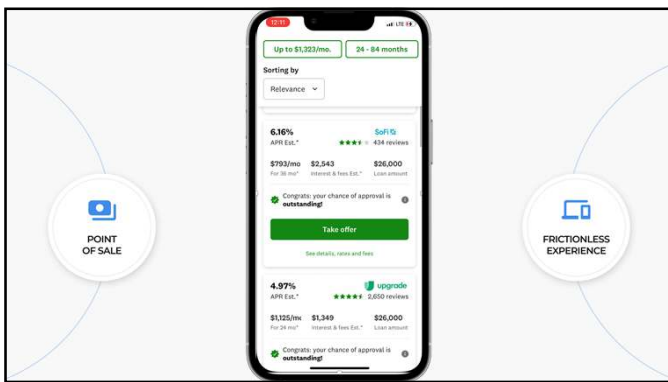 12:11
LTE
Up to $1,323/mo.
24 - 84 months
Sorting by
Relevance
6.16%
SoFi
APR Est.*
434 reviews
$793/mo $2,543 $26,000
For 36 mo* Interest & fees Est.* Loan amount
Congrats: your chance of approval is
outstanding!
Take offer
See details, rates and fees
4.97%
upgrade
APR Est.*
2,650 reviews
$1,125/mo $1,349 $26,000
For 24 mo* Interest & fees Est.* Loan amount
Congrats: your chance of approval is
outstanding!
POINT
OF SALE
FRICTIONLESS
EXPERIENCE